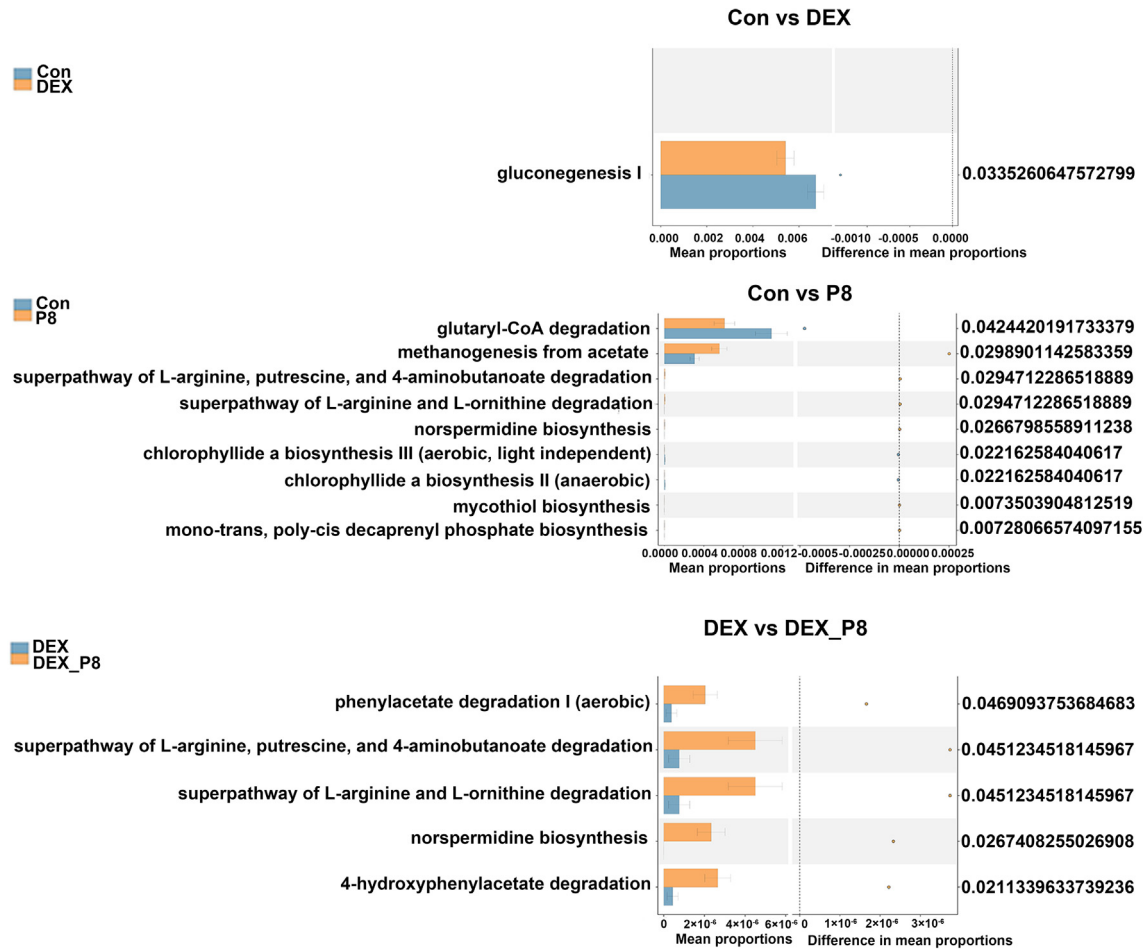 Con vs DEX
Con
DEX
gluconegenesis I
0.0335260647572799
0.000 0.002 0.004 0.006 -0.0010 -0.0005 0.0000
Mean proportions Difference in mean proportions
Con vs P8
Con
P8
glutaryl-CoA degradation 0.0424420191733379
methanogenesis from acetate 0.0298901142583359
superpathway of L-arginine, putrescine, and 4-aminobutanoate degradation 0.0294712286518889
superpathway of L-arginine and L-ornithine degradation 0.0294712286518889
norspermidine biosynthesis 0.0266798558911238
chlorophyllide a biosynthesis III (aerobic, light independent) 0.022162584040617
chlorophyllide a biosynthesis II (anaerobic) 0.022162584040617
mycothiol biosynthesis 0.0073503904812519
mono-trans, poly-cis decaprenyl phosphate biosynthesis 0.00728066574097155
0.0000 0.0004 0.0008 0.0012 -0.0005 -0.00025 0.00000 0.00025
Mean proportions Difference in mean proportions
DEX vs DEX_P8
DEX
DEX_P8
phenylacetate degradation I (aerobic) 0.0469093753684683
superpathway of L-arginine, putrescine, and 4-aminobutanoate degradation 0.0451234518145967
superpathway of L-arginine and L-ornithine degradation 0.0451234518145967
norspermidine biosynthesis 0.0267408255026908
4-hydroxyphenylacetate degradation 0.0211339633739236
0 2*10⁻⁶ 4*10⁻⁶ 6*10⁻⁶ 0 1*10⁻⁶ 2*10⁻⁶ 3*10⁻⁶
Mean proportions Difference in mean proportions